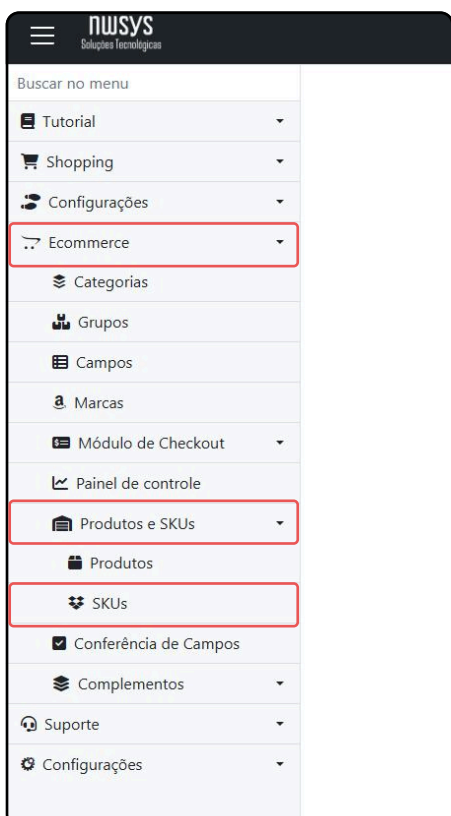 nwsys
Soluções Tecnológicas
Buscar no menu
Tutorial
Shopping
Configurações
Ecommerce
Categorias
Grupos
Campos
Marcas
Módulo de Checkout
Painel de controle
Produtos e SKUs
Produtos
SKUs
Conferência de Campos
Complementos
Suporte
Configurações